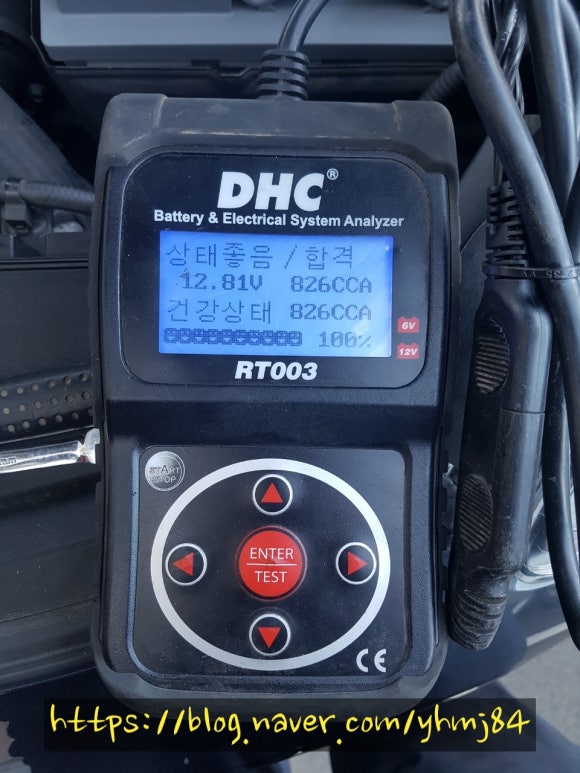 DHC®
Battery & Electrical System Analyzer
상태좋음/합격
12.81V 826CCA
건강상태 826CCA
100%
6V
12V
RT003
START
STOP
ENTER
TEST
CE
https://blog.naver.com/yhmj84